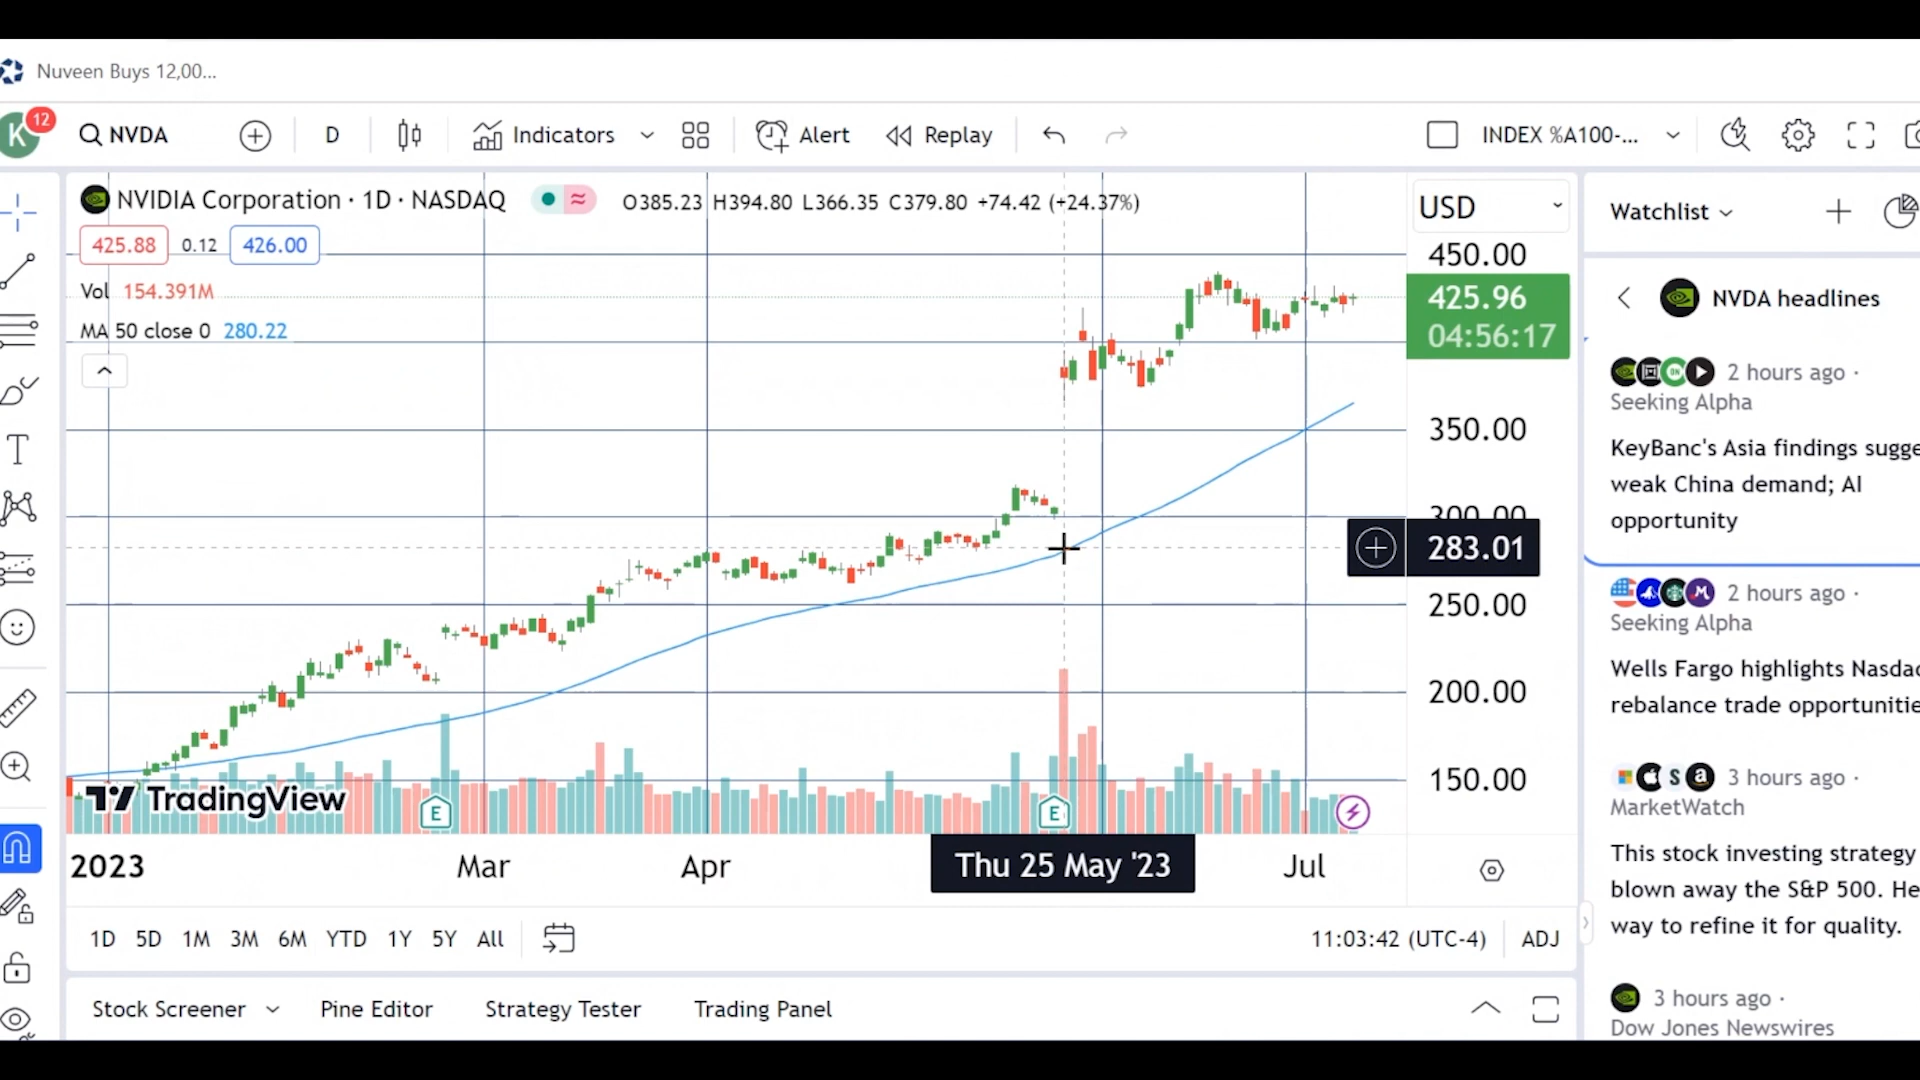 Nuveen Buys 12,00...
K 12
NVDA
D
Indicators
Alert
Replay
INDEX %A100-...
NVIDIA Corporation · 1D · NASDAQ
O385.23 H394.80 L366.35 C379.80 +74.42 (+24.37%)
425.88 0.12 426.00
Vol 154.391M
MA 50 close 0 280.22
USD
450.00
425.96
04:56:17
350.00
300.00
283.01
250.00
200.00
150.00
TradingView
E
E
2023
Mar
Apr
Thu 25 May '23
Jul
1D 5D 1M 3M 6M YTD 1Y 5Y All
11:03:42 (UTC-4)
ADJ
Stock Screener
Pine Editor
Strategy Tester
Trading Panel
Watchlist
NVDA headlines
2 hours ago ·
Seeking Alpha
KeyBanc's Asia findings sugge
weak China demand; AI
opportunity
2 hours ago ·
Seeking Alpha
Wells Fargo highlights Nasdac
rebalance trade opportunitie
3 hours ago ·
MarketWatch
This stock investing strategy
blown away the S&P 500. He
way to refine it for quality.
3 hours ago ·
Dow Jones Newswires